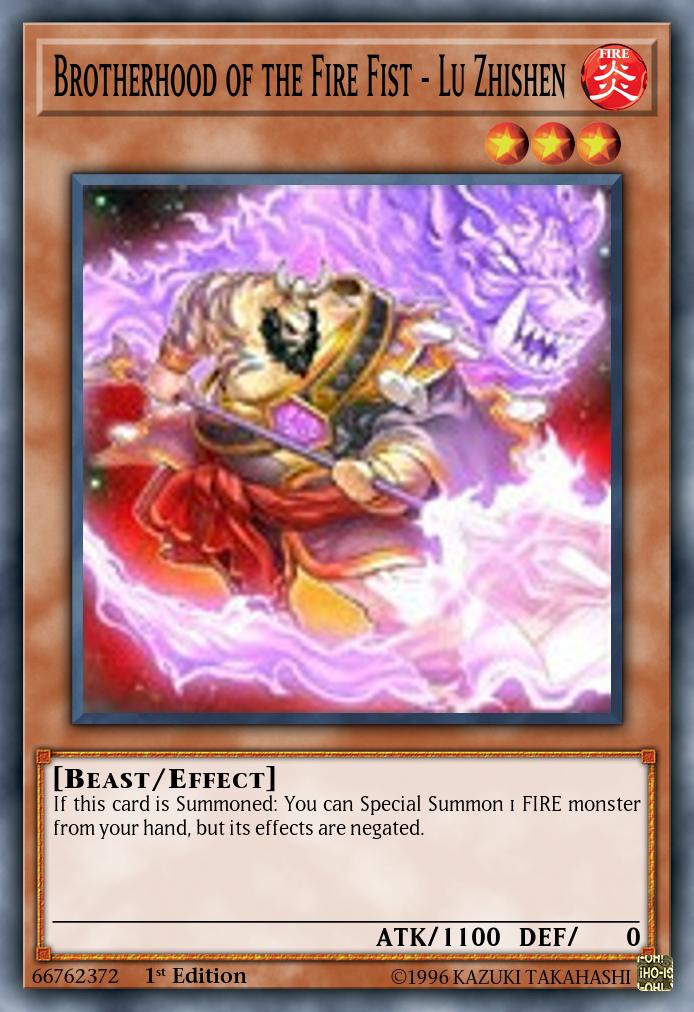 Brotherhood of the Fire Fist - Lu Zhishen
FIRE
炎
[Beast/Effect]
If this card is Summoned: You can Special Summon 1 FIRE monster
from your hand, but its effects are negated.
ATK/1100 DEF/ 0
66762372 1st Edition ©1996 KAZUKI TAKAHASHI